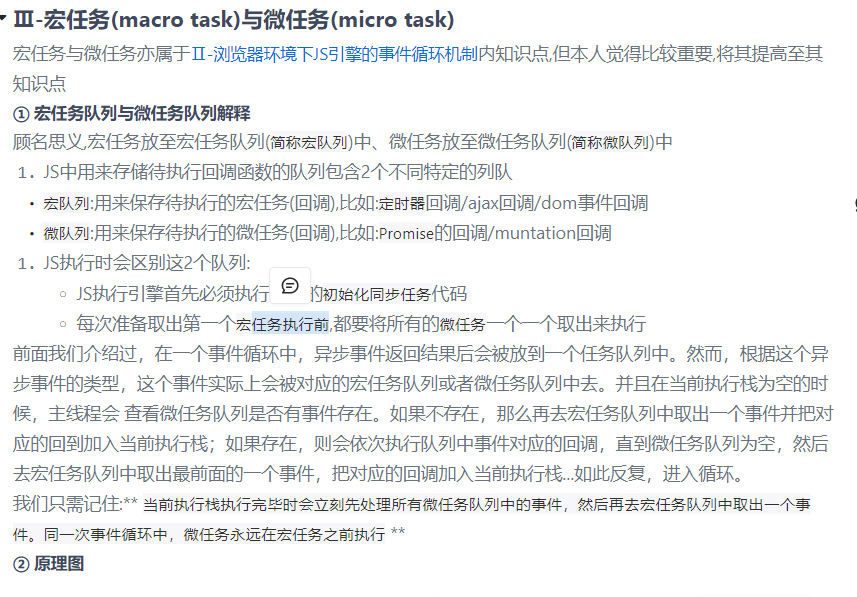 Ⅲ-宏任务(macro task)与微任务(micro task)
宏任务与微任务亦属于Ⅱ-浏览器环境下JS引擎的事件循环机制内知识点,但本人觉得比较重要,将其提高至其
知识点
① 宏任务队列与微任务队列解释
顾名思义,宏任务放至宏任务队列(简称宏队列)中、微任务放至微任务队列(简称微队列)中
1. JS中用来存储待执行回调函数的队列包含2个不同特定的列队
• 宏队列:用来保存待执行的宏任务(回调),比如:定时器回调/ajax回调/dom事件回调
• 微队列:用来保存待执行的微任务(回调),比如:Promise的回调/muntation回调
1. JS执行时会区别这2个队列:
◦ JS执行引擎首先必须执行的初始化同步任务代码
◦ 每次准备取出第一个宏任务执行前,都要将所有的微任务一个一个取出来执行
前面我们介绍过，在一个事件循环中，异步事件返回结果后会被放到一个任务队列中。然而，根据这个异
步事件的类型，这个事件实际上会被对应的宏任务队列或者微任务队列中去。并且在当前执行栈为空的时
候，主线程会 查看微任务队列是否有事件存在。如果不存在，那么再去宏任务队列中取出一个事件并把对
应的回到加入当前执行栈；如果存在，则会依次执行队列中事件对应的回调，直到微任务队列为空，然后
去宏任务队列中取出最前面的一个事件，把对应的回调加入当前执行栈...如此反复，进入循环。
我们只需记住:** 当前执行栈执行完毕时会立刻先处理所有微任务队列中的事件，然后再去宏任务队列中取出一个事
件。同一次事件循环中，微任务永远在宏任务之前执行 **
② 原理图